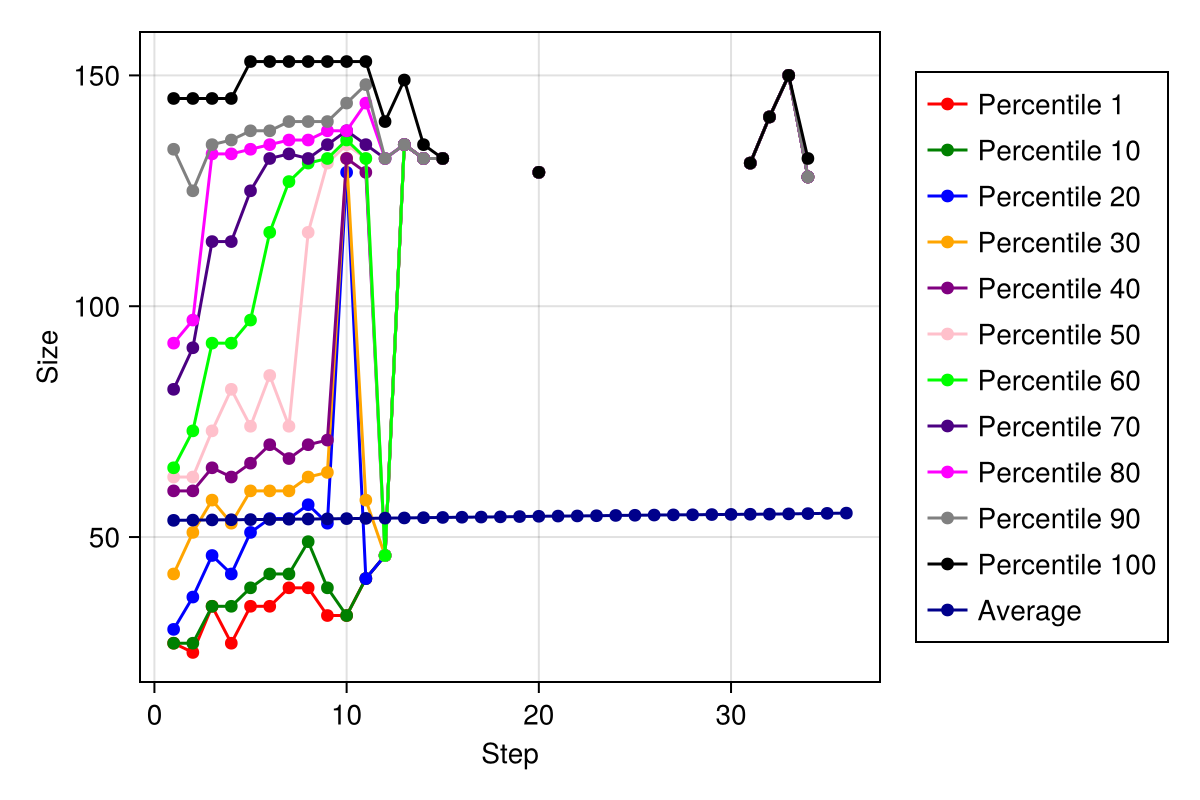 150
100
50
Size
0
10
20
30
Step
Percentile 1
Percentile 10
Percentile 20
Percentile 30
Percentile 40
Percentile 50
Percentile 60
Percentile 70
Percentile 80
Percentile 90
Percentile 100
Average